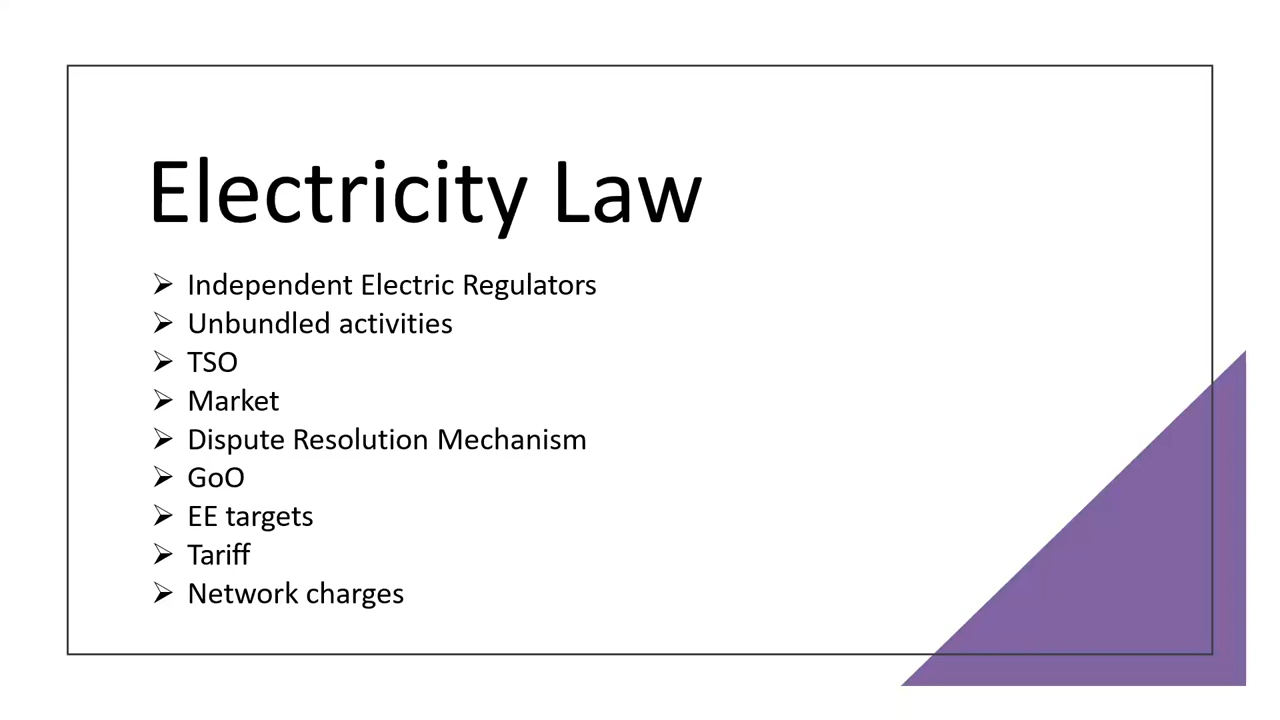 Electricity Law
➢ Independent Electric Regulators
➢ Unbundled activities
➢ TSO
➢ Market
➢ Dispute Resolution Mechanism
➢ GoO
➢ EE targets
➢ Tariff
➢ Network charges